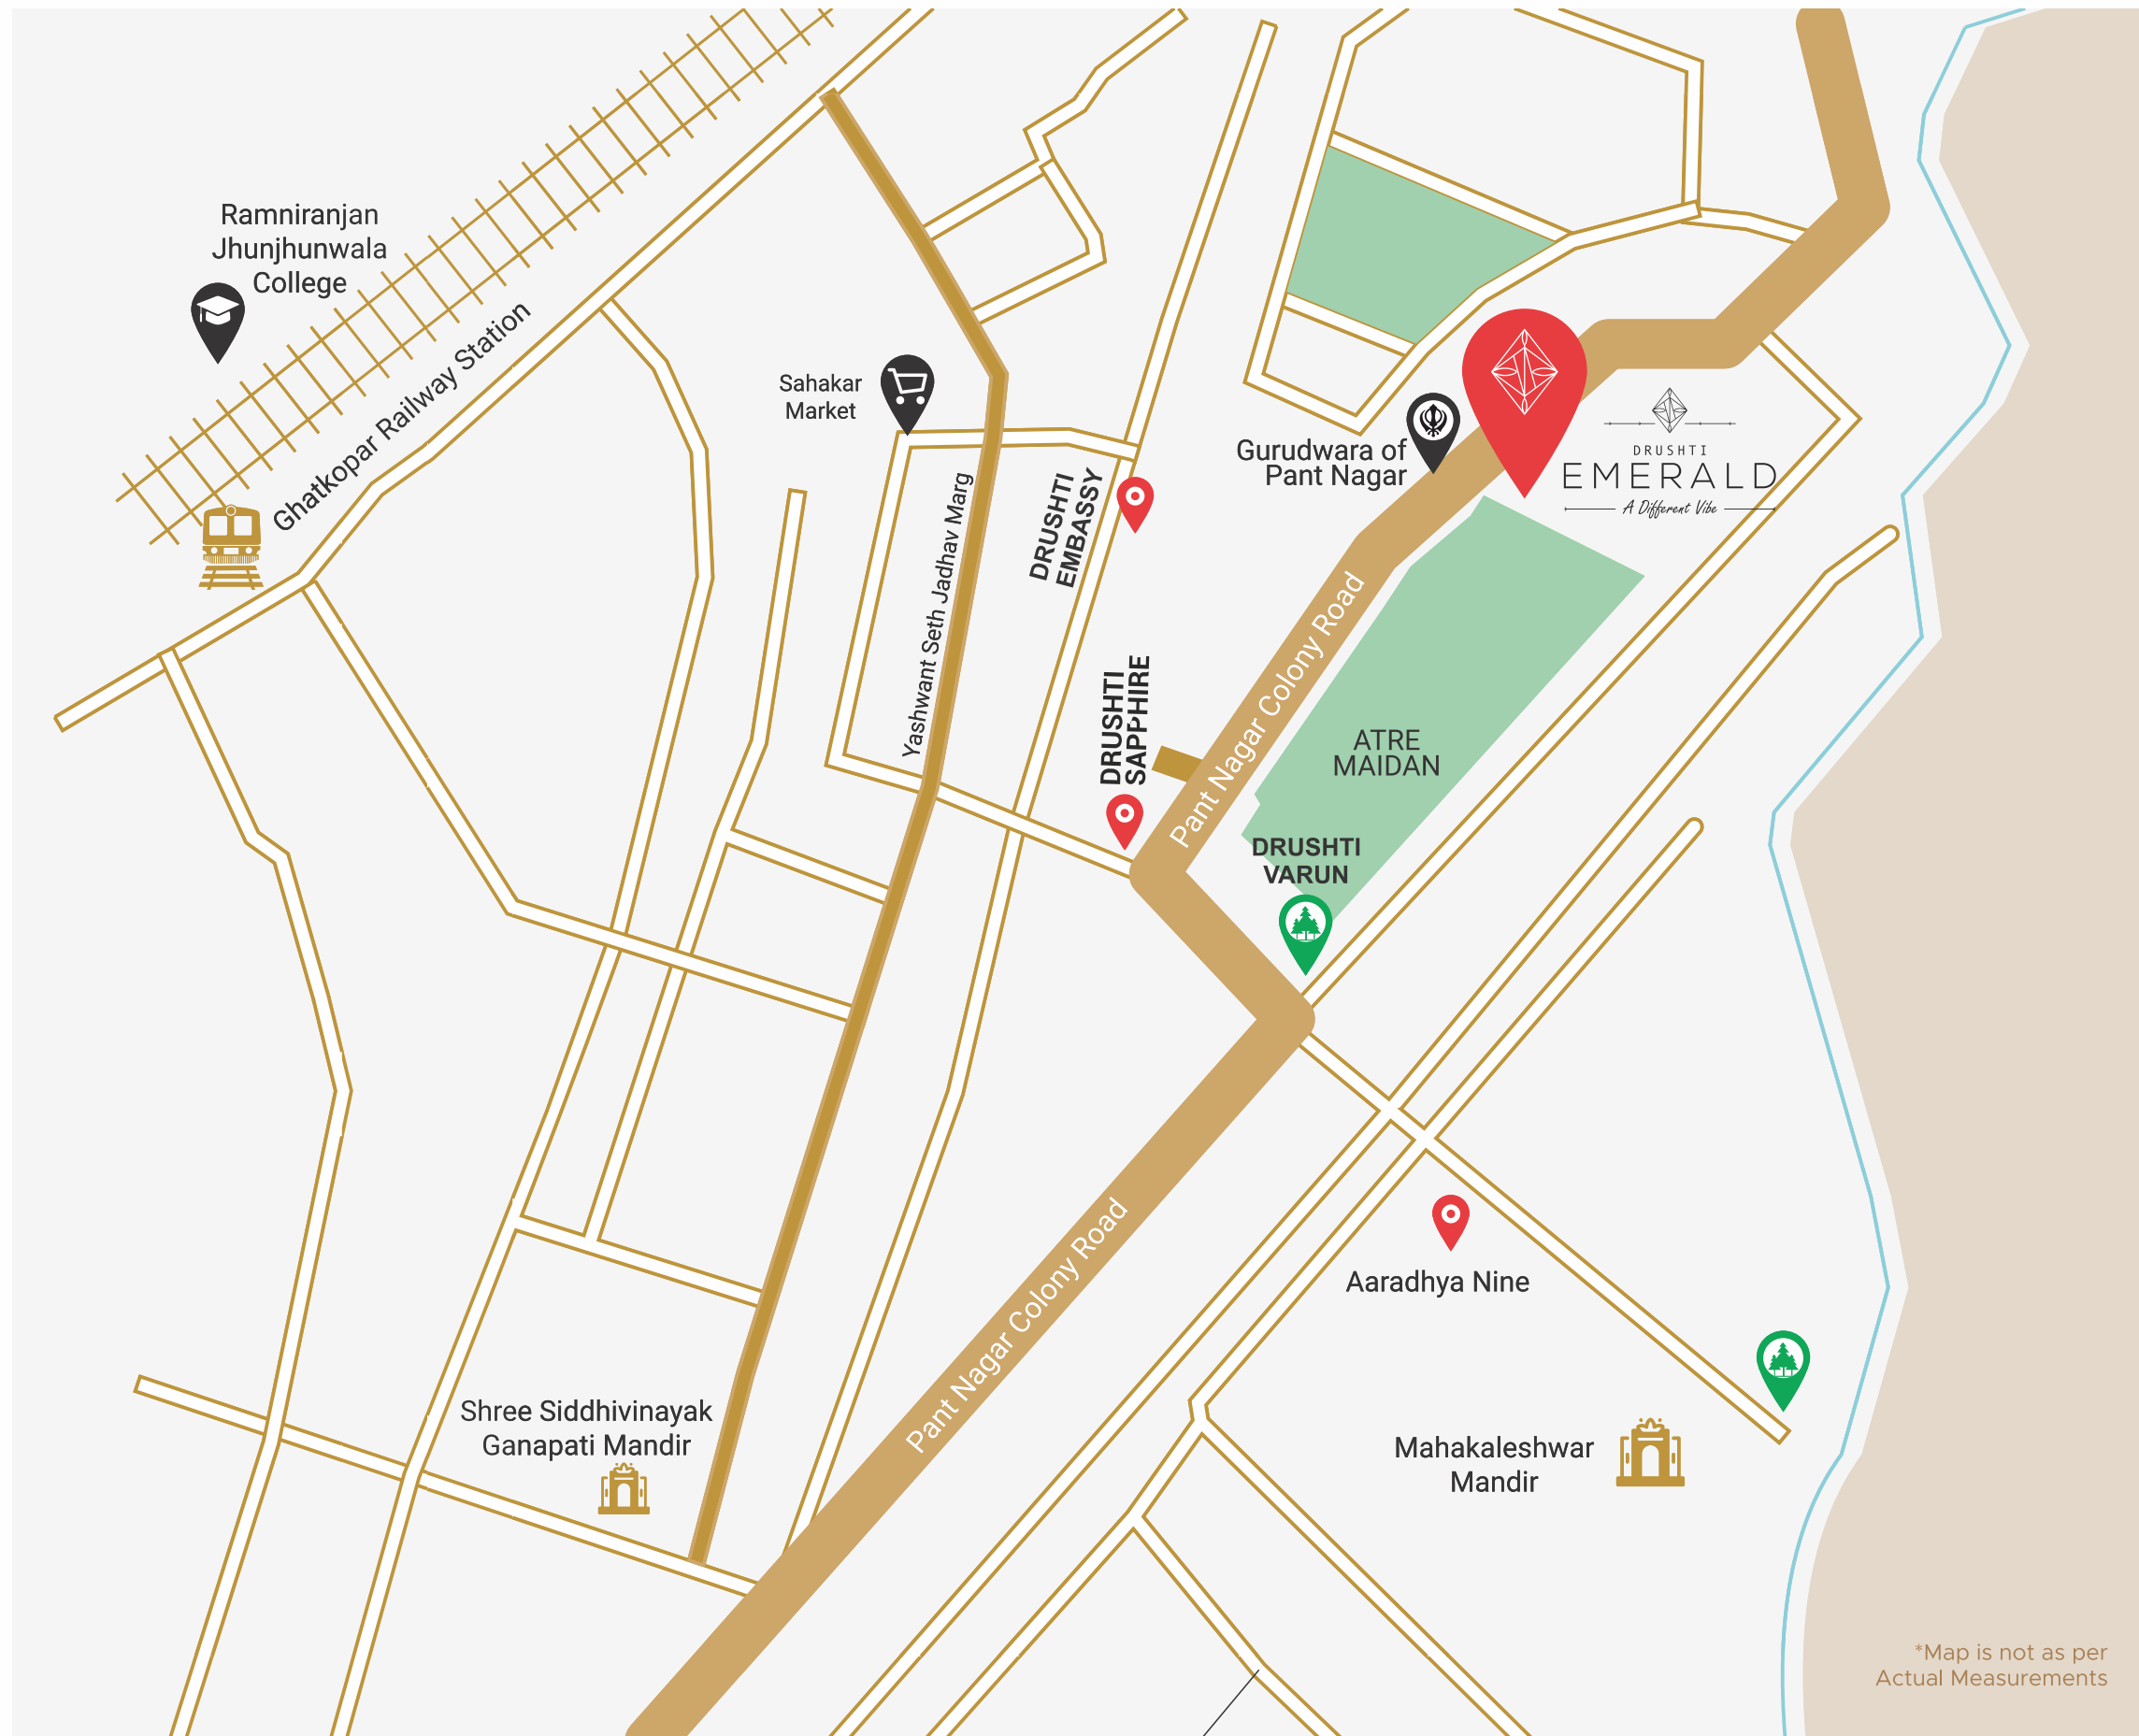 Ramniranjan
Jhunjhunwala
College
Ghatkopar Railway Station
Sahakar
Market
Yashwant Seth Jadhav Marg
DRUSHTI
EMBASSY
Gurudwara of
Pant Nagar
DRUSHTI
EMERALD
A Different Vibe
DRUSHTI
SAPPHIRE
Pant Nagar Colony Road
ATRE
MAIDAN
DRUSHTI
VARUN
Pant Nagar Colony Road
Aaradhya Nine
Shree Siddhivinayak
Ganapati Mandir
Mahakaleshwar
Mandir
*Map is not as per
Actual Measurements